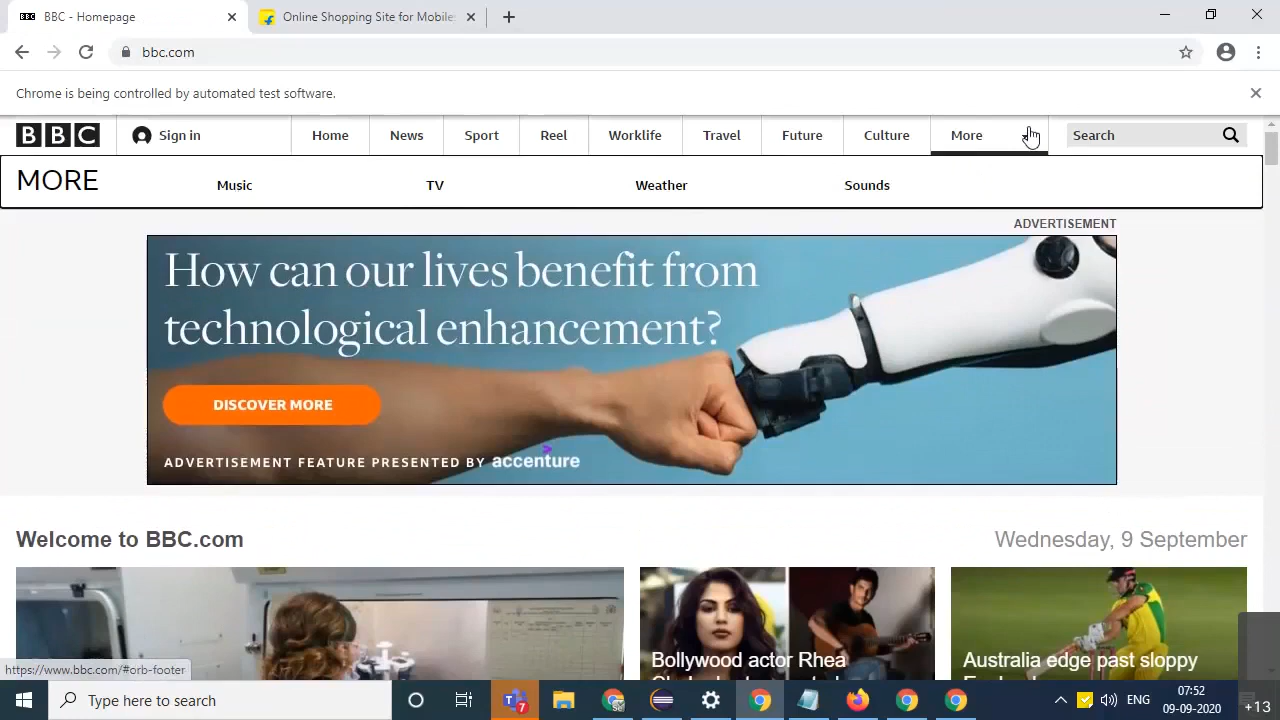 BBC - Homepage
Online Shopping Site for Mobiles
bbc.com
Chrome is being controlled by automated test software.
BBC Sign in Home News Sport Reel Worklife Travel Future Culture More Search
MORE Music TV Weather Sounds
ADVERTISEMENT
How can our lives benefit from
technological enhancement?
DISCOVER MORE
ADVERTISEMENT FEATURE PRESENTED BY accenture
Welcome to BBC.com Wednesday, 9 September
Bollywood actor Rhea
Australia edge past sloppy
https://www.bbc.com/#orb-footer
Type here to search
7
ENG
07:52
09-09-2020
+13